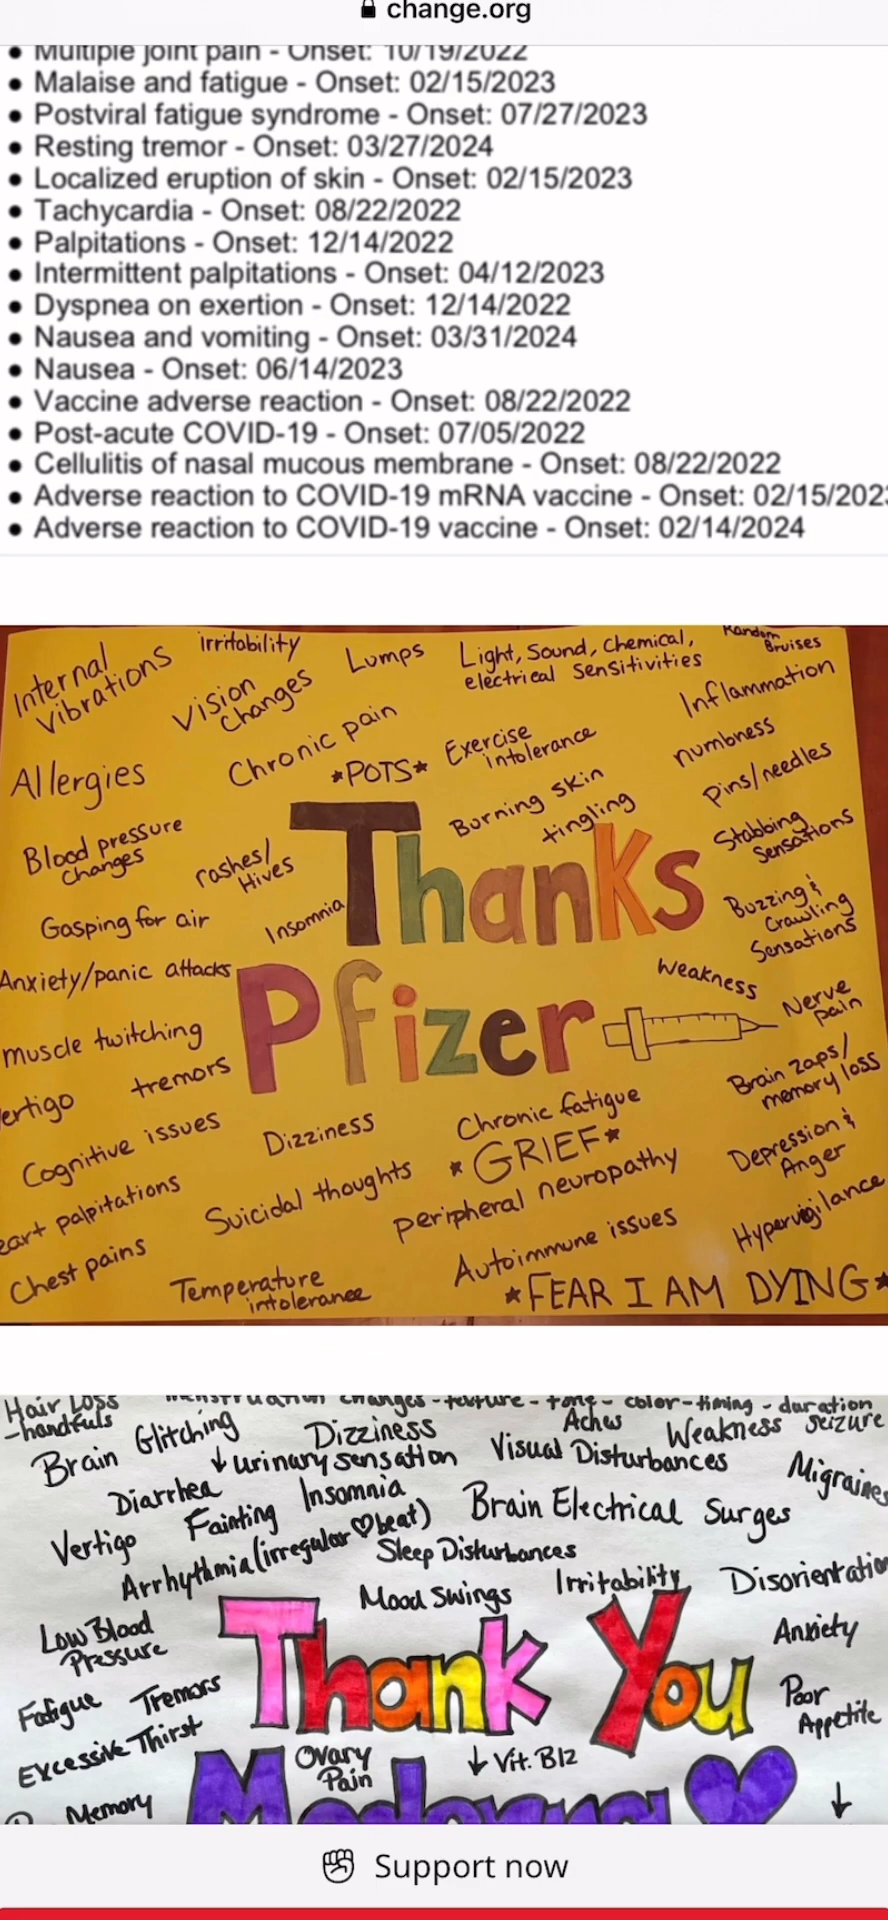 change.org
• Multiple joint pain - Onset: 10/19/2022
• Malaise and fatigue - Onset: 02/15/2023
• Postviral fatigue syndrome - Onset: 07/27/2023
• Resting tremor - Onset: 03/27/2024
• Localized eruption of skin - Onset: 02/15/2023
• Tachycardia - Onset: 08/22/2022
• Palpitations - Onset: 12/14/2022
• Intermittent palpitations - Onset: 04/12/2023
• Dyspnea on exertion - Onset: 12/14/2022
• Nausea and vomiting - Onset: 03/31/2024
• Nausea - Onset: 06/14/2023
• Vaccine adverse reaction - Onset: 08/22/2022
• Post-acute COVID-19 - Onset: 07/05/2022
• Cellulitis of nasal mucous membrane - Onset: 08/22/2022
• Adverse reaction to COVID-19 mRNA vaccine - Onset: 02/15/202
• Adverse reaction to COVID-19 vaccine - Onset: 02/14/2024
Internal
Vibrations
irritability
Vision
Changes
Lumps
Light, Sound, Chemical,
electrical Sensitivities
Random
Bruises
Inflammation
Allergies
Chronic pain
*POTS*
Exercise
intolerance
numbness
Pins/needles
Burning Skin
tingling
Blood pressure
Changes
rashes/
Hives
Stabbing
Sensations
Thanks
Gasping for air
Insomnia
Buzzing &
Crawling
Sensations
Anxiety/panic attacks
Pfizer
Weakness
Nerve
pain
muscle twitching
tremors
ertigo
Brain zaps/
memory loss
Cognitive issues
Dizziness
Chronic fatigue
*GRIEF*
Depression &
Anger
eart palpitations
Suicidal thoughts
Peripheral neuropathy
Hypervigilance
Chest pains
Temperature
intolerance
Autoimmune issues
*FEAR I AM DYING*
Hair Loss
-handfuls
changes - texture - tone - color - timing - duration
Brain Glitching
Dizziness
Aches
Weakness
Seizure
↓ urinary sensation
Visual Disturbances
Migraines
Diarrhea
Insomnia
Brain Electrical Surges
Vertigo
Fainting
Arrhythmia (irregular ♡beat)
Sleep Disturbances
Mood Swings
Irritability
Disorientatio
Low Blood
Pressure
Thank You
Anxiety
Fatigue
Tremors
Poor
Appetite
Excessive Thirst
Ovary
Pain
↓ Vit. B12
Memory
Moderna
↓
Support now